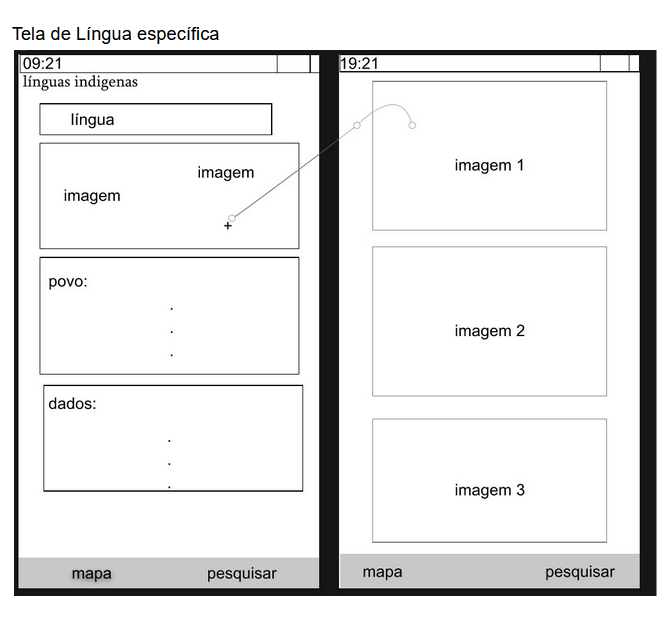 Tela de Língua específica
09:21
línguas indigenas
língua
imagem
imagem
+
povo:
.
.
.
dados:
.
.
.
mapa pesquisar
19:21
imagem 1
imagem 2
imagem 3
mapa pesquisar